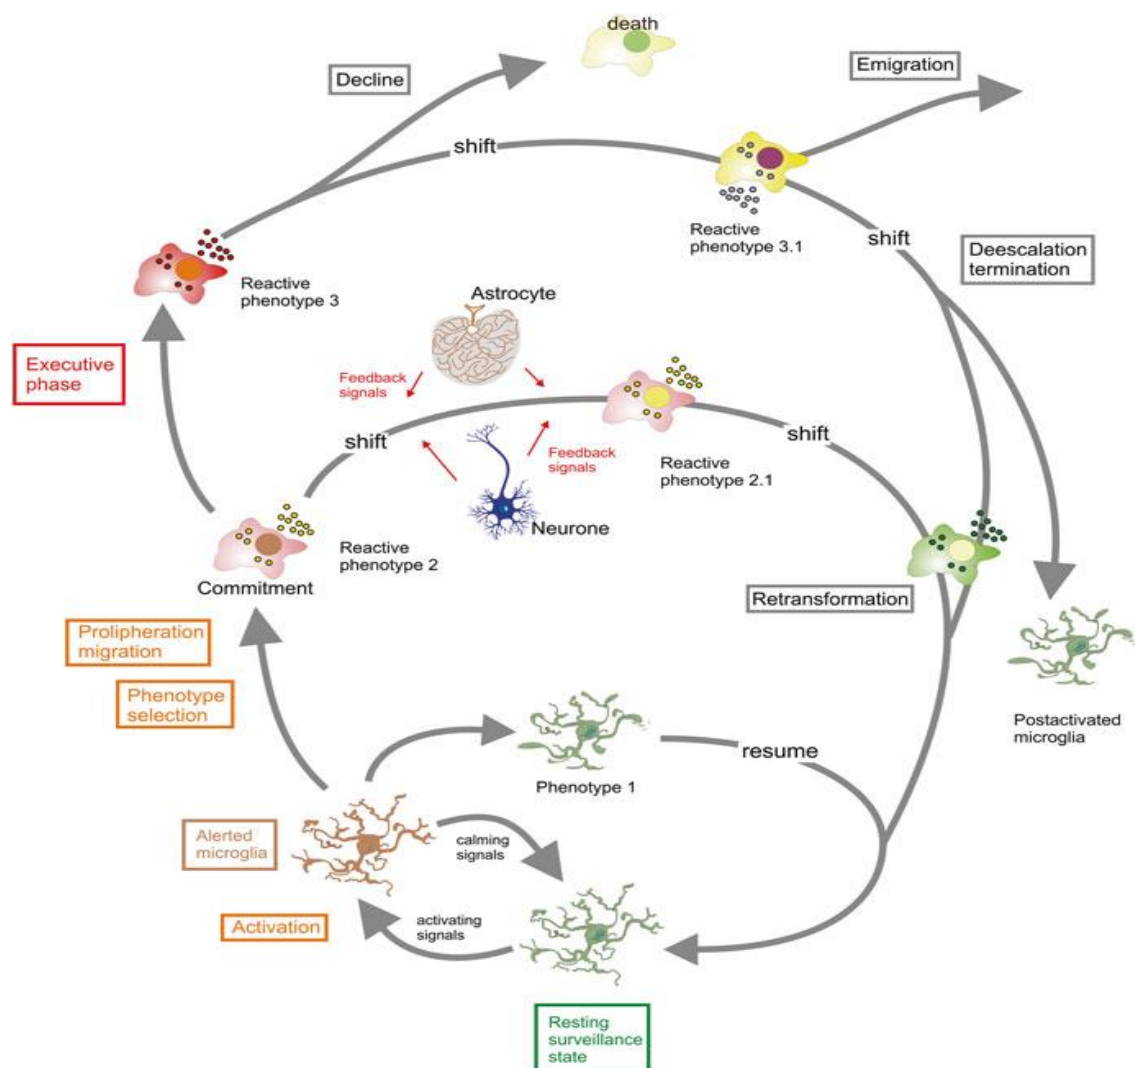 death
Decline
Emigration
shift
Reactive
phenotype 3.1
shift
Deescalation
termination
Reactive
phenotype 3
Astrocyte
Executive
phase
Feedback
signals
shift
shift
Feedback
signals
Reactive
phenotype 2.1
Neurone
Reactive
phenotype 2
Commitment
Retransformation
Prolipheration
migration
Phenotype
selection
Postactivated
microglia
resume
Phenotype 1
Alerted
microglia
calming
signals
Activation
activating
signals
Resting
surveillance
state